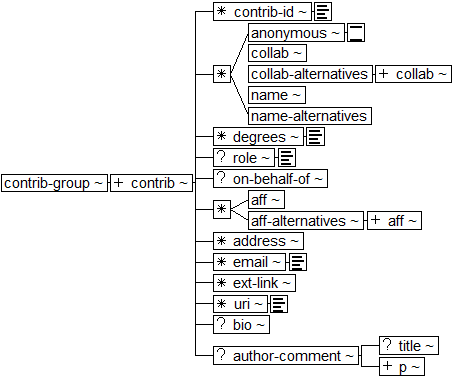 * contrib-id ~
anonymous ~
collab ~
* collab-alternatives + collab ~
name ~
name-alternatives
* degrees ~
? role ~
contrib-group ~ + contrib ~ ? on-behalf-of ~
aff ~
* aff-alternatives ~ + aff ~
* address ~
* email ~
* ext-link ~
* uri ~
? bio ~
? author-comment ~ ? title ~
+ p ~